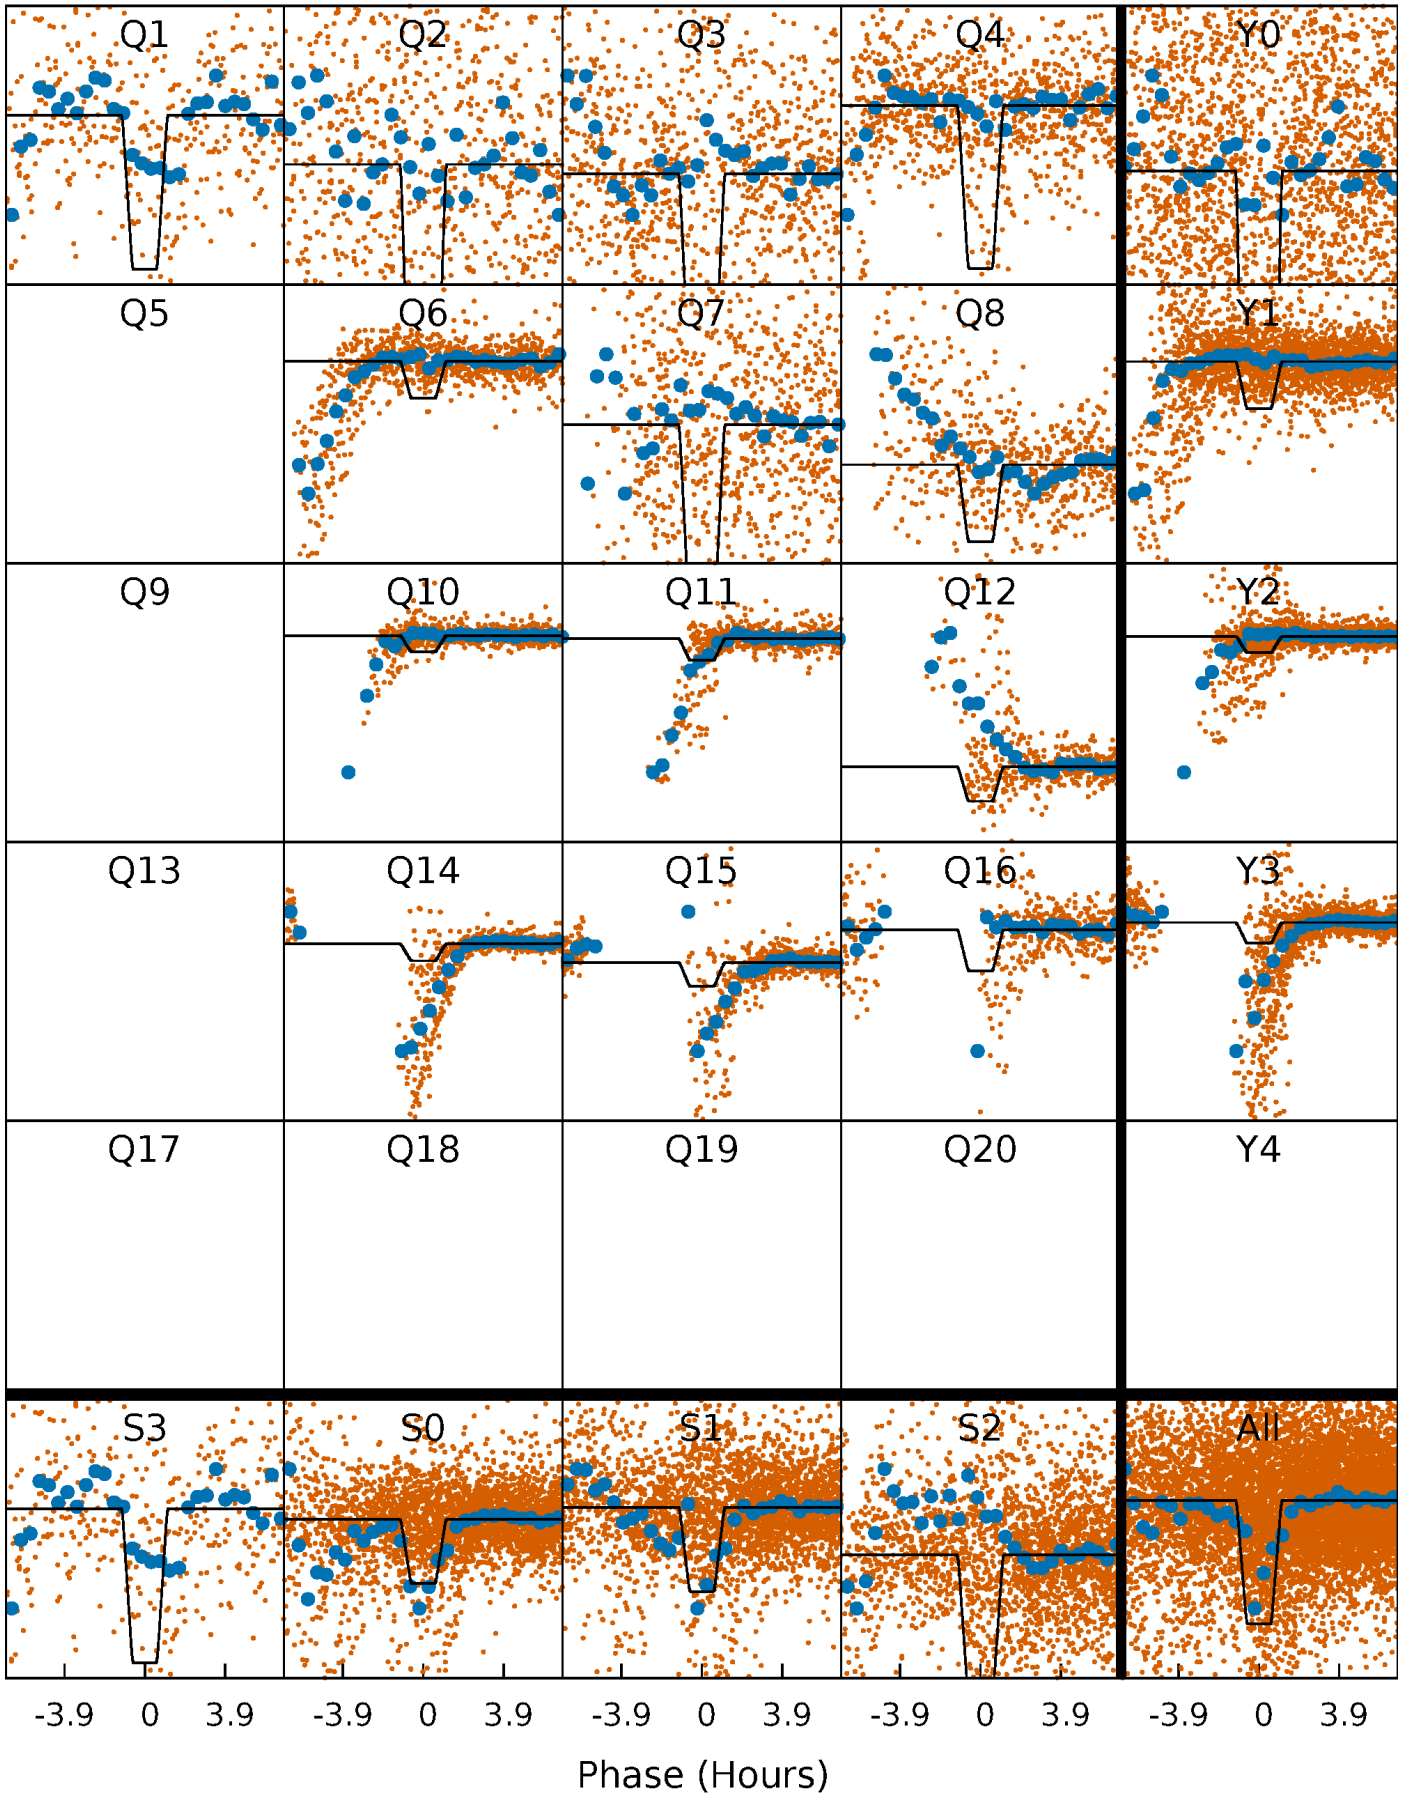 Q1 Q2 Q3 Q4 Y0
Q5 Q6 Q7 Q8 Y1
Q9 Q10 Q11 Q12 Y2
Q13 Q14 Q15 Q16 Y3
Q17 Q18 Q19 Q20 Y4
S3 S0 S1 S2 All
-3.9 0 3.9 -3.9 0 3.9 -3.9 0 3.9 -3.9 0 3.9 -3.9 0 3.9
Phase (Hours)